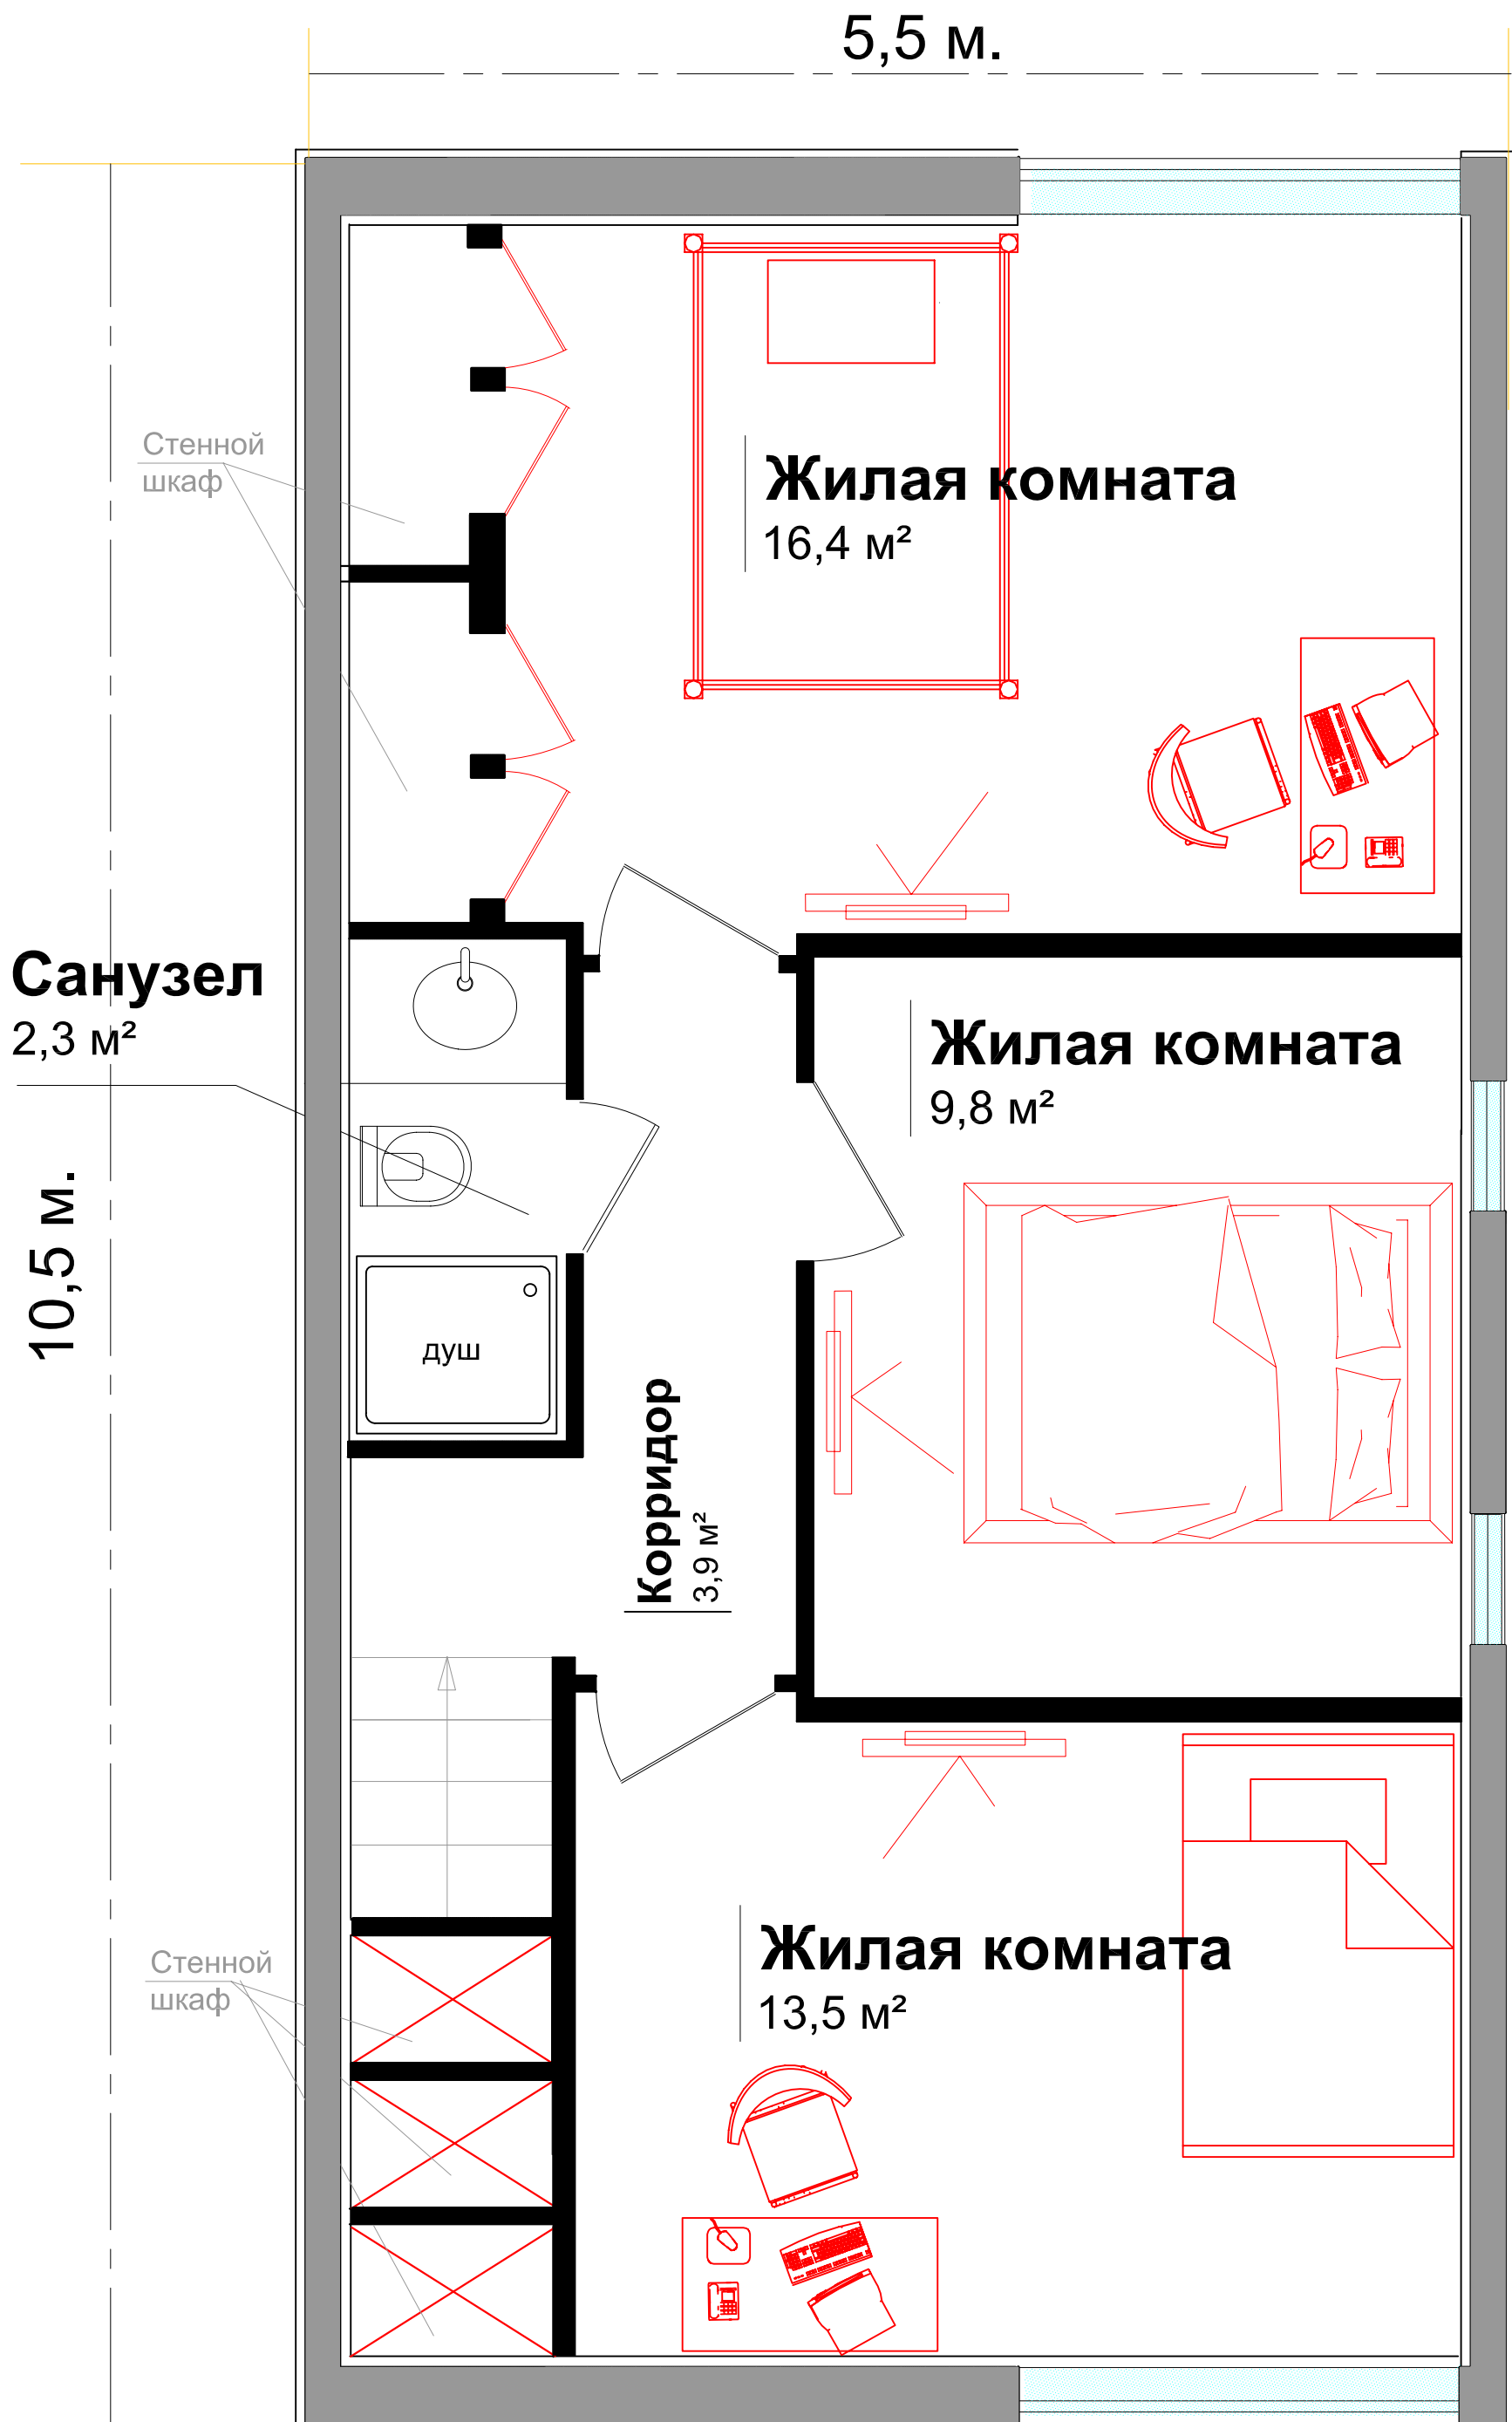 5,5 м.
Стенной
шкаф
Жилая комната
16,4 м²
Санузел
2,3 м²
Жилая комната
9,8 м²
10,5 м.
душ
Корридор
3,9 м²
Стенной
шкаф
Жилая комната
13,5 м²